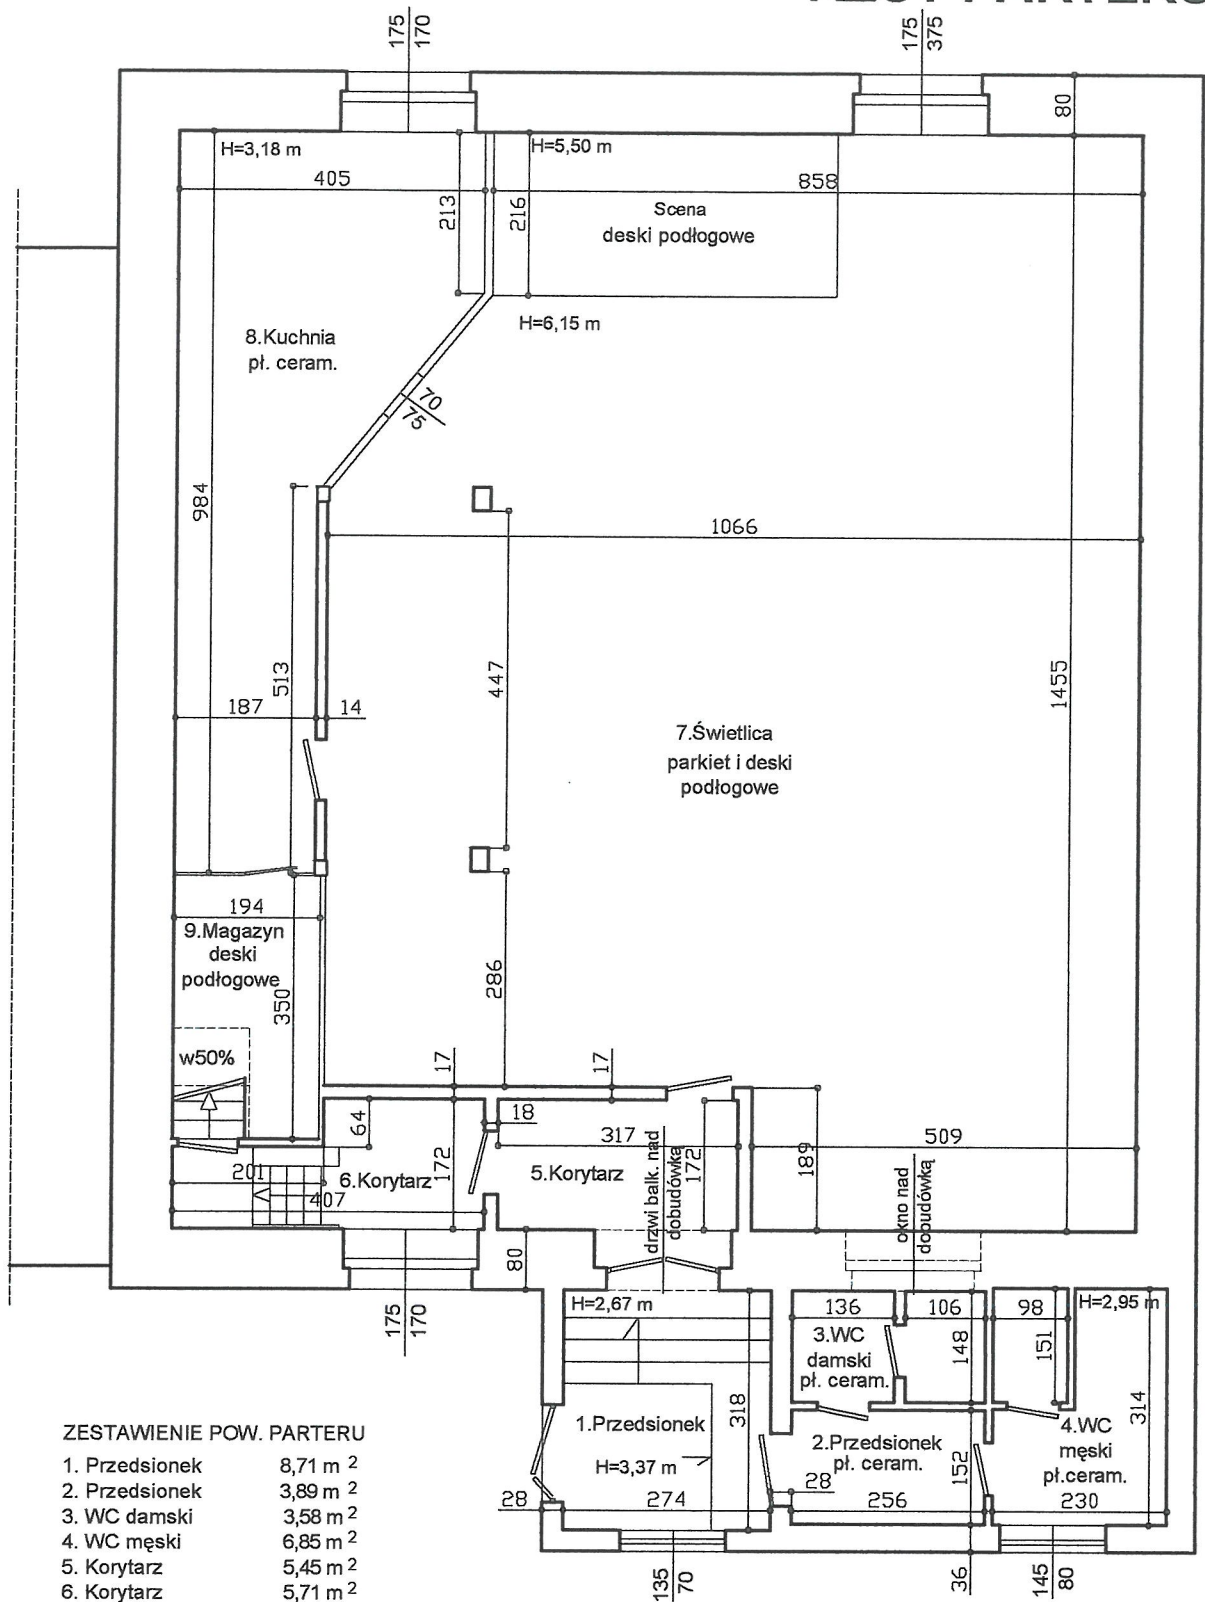 175
170
175
375
80
H=3,18 m
H=5,50 m
405
858
213
216
Scena
deski podłogowe
H=6,15 m
8.Kuchnia
pł. ceram.
70
75
984
1066
513
447
1455
187
14
7.Świetlica
parkiet i deski
podłogowe
194
9.Magazyn
deski
podłogowe
350
286
w50%
17
17
64
18
317
509
172
172
189
201
6.Korytarz
5.Korytarz
407
drzwi balk. nad
dobudówką
okno nad
dobudówką
80
175
170
H=2,67 m
136
106
98
H=2,95 m
3.WC
damski
pł. ceram.
148
151
314
318
1.Przedsionek
H=3,37 m
2.Przedsionek
pł. ceram.
4.WC
męski
pł.ceram.
152
28
28
274
256
230
135
70
36
145
80
ZESTAWIENIE POW. PARTERU
1. Przedsionek 8,71 m ²
2. Przedsionek 3,89 m ²
3. WC damski 3,58 m ²
4. WC męski 6,85 m ²
5. Korytarz 5,45 m ²
6. Korytarz 5,71 m ²